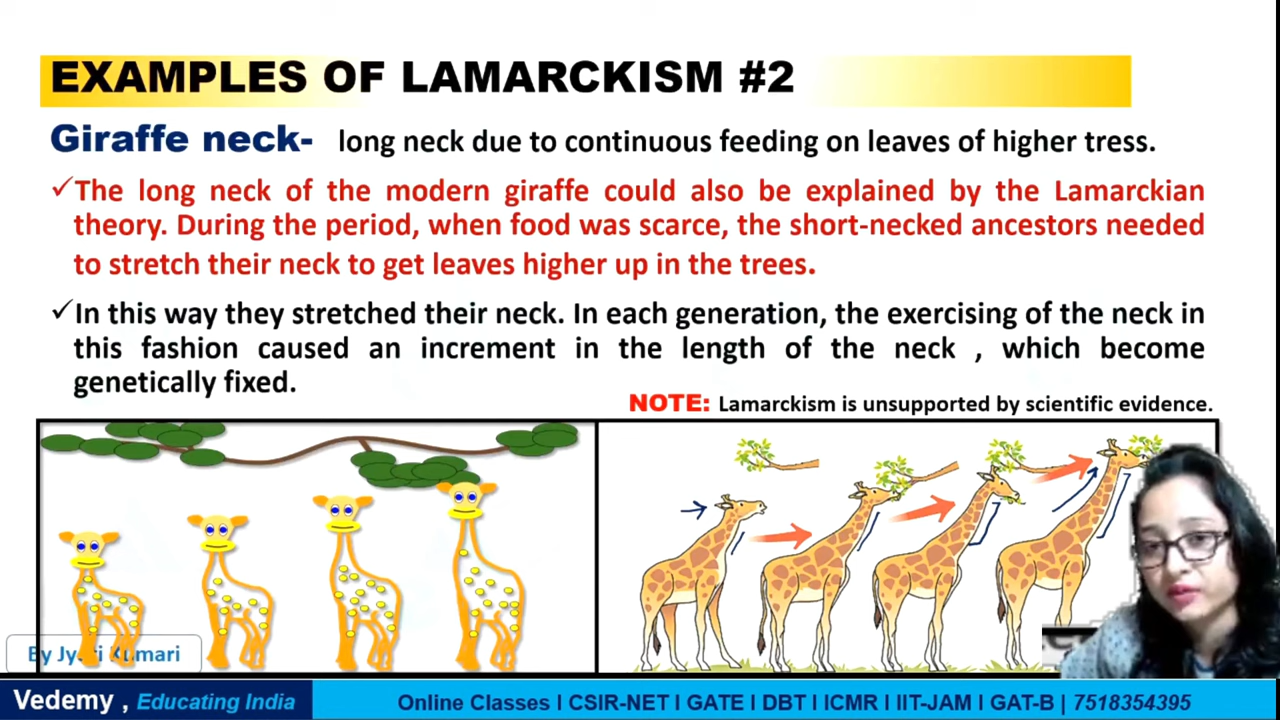 EXAMPLES OF LAMARCKISM #2
Giraffe neck- long neck due to continuous feeding on leaves of higher tress.
✓The long neck of the modern giraffe could also be explained by the Lamarckian
theory. During the period, when food was scarce, the short-necked ancestors needed
to stretch their neck to get leaves higher up in the trees.
✓In this way they stretched their neck. In each generation, the exercising of the neck in
this fashion caused an increment in the length of the neck , which become
genetically fixed.
NOTE: Lamarckism is unsupported by scientific evidence.
By Jyoti Kumari
Vedemy , Educating India
Online Classes I CSIR-NET I GATE I DBT I ICMR I IIT-JAM I GAT-B | 7518354395